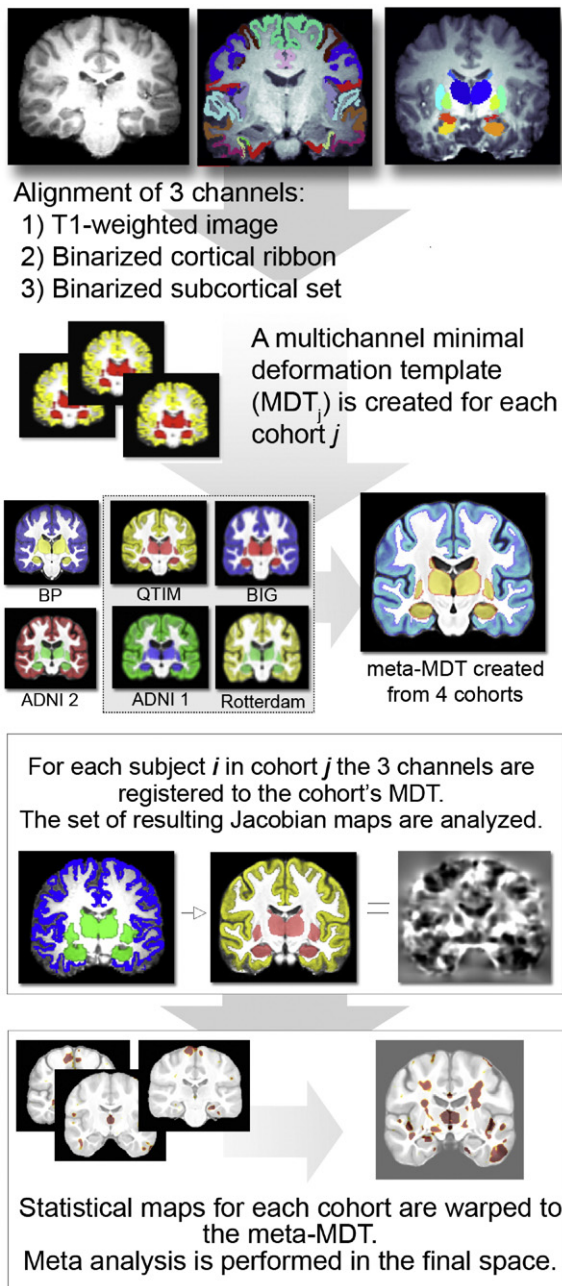 Alignment of 3 channels:
1) T1-weighted image
2) Binarized cortical ribbon
3) Binarized subcortical set
A multichannel minimal
deformation template
(MDTj) is created for each
cohort j
BP
QTIM
BIG
ADNI 2
ADNI 1
Rotterdam
meta-MDT created
from 4 cohorts
For each subject i in cohort j the 3 channels are
registered to the cohort's MDT.
The set of resulting Jacobian maps are analyzed.
=
Statistical maps for each cohort are warped to
the meta-MDT.
Meta analysis is performed in the final space.